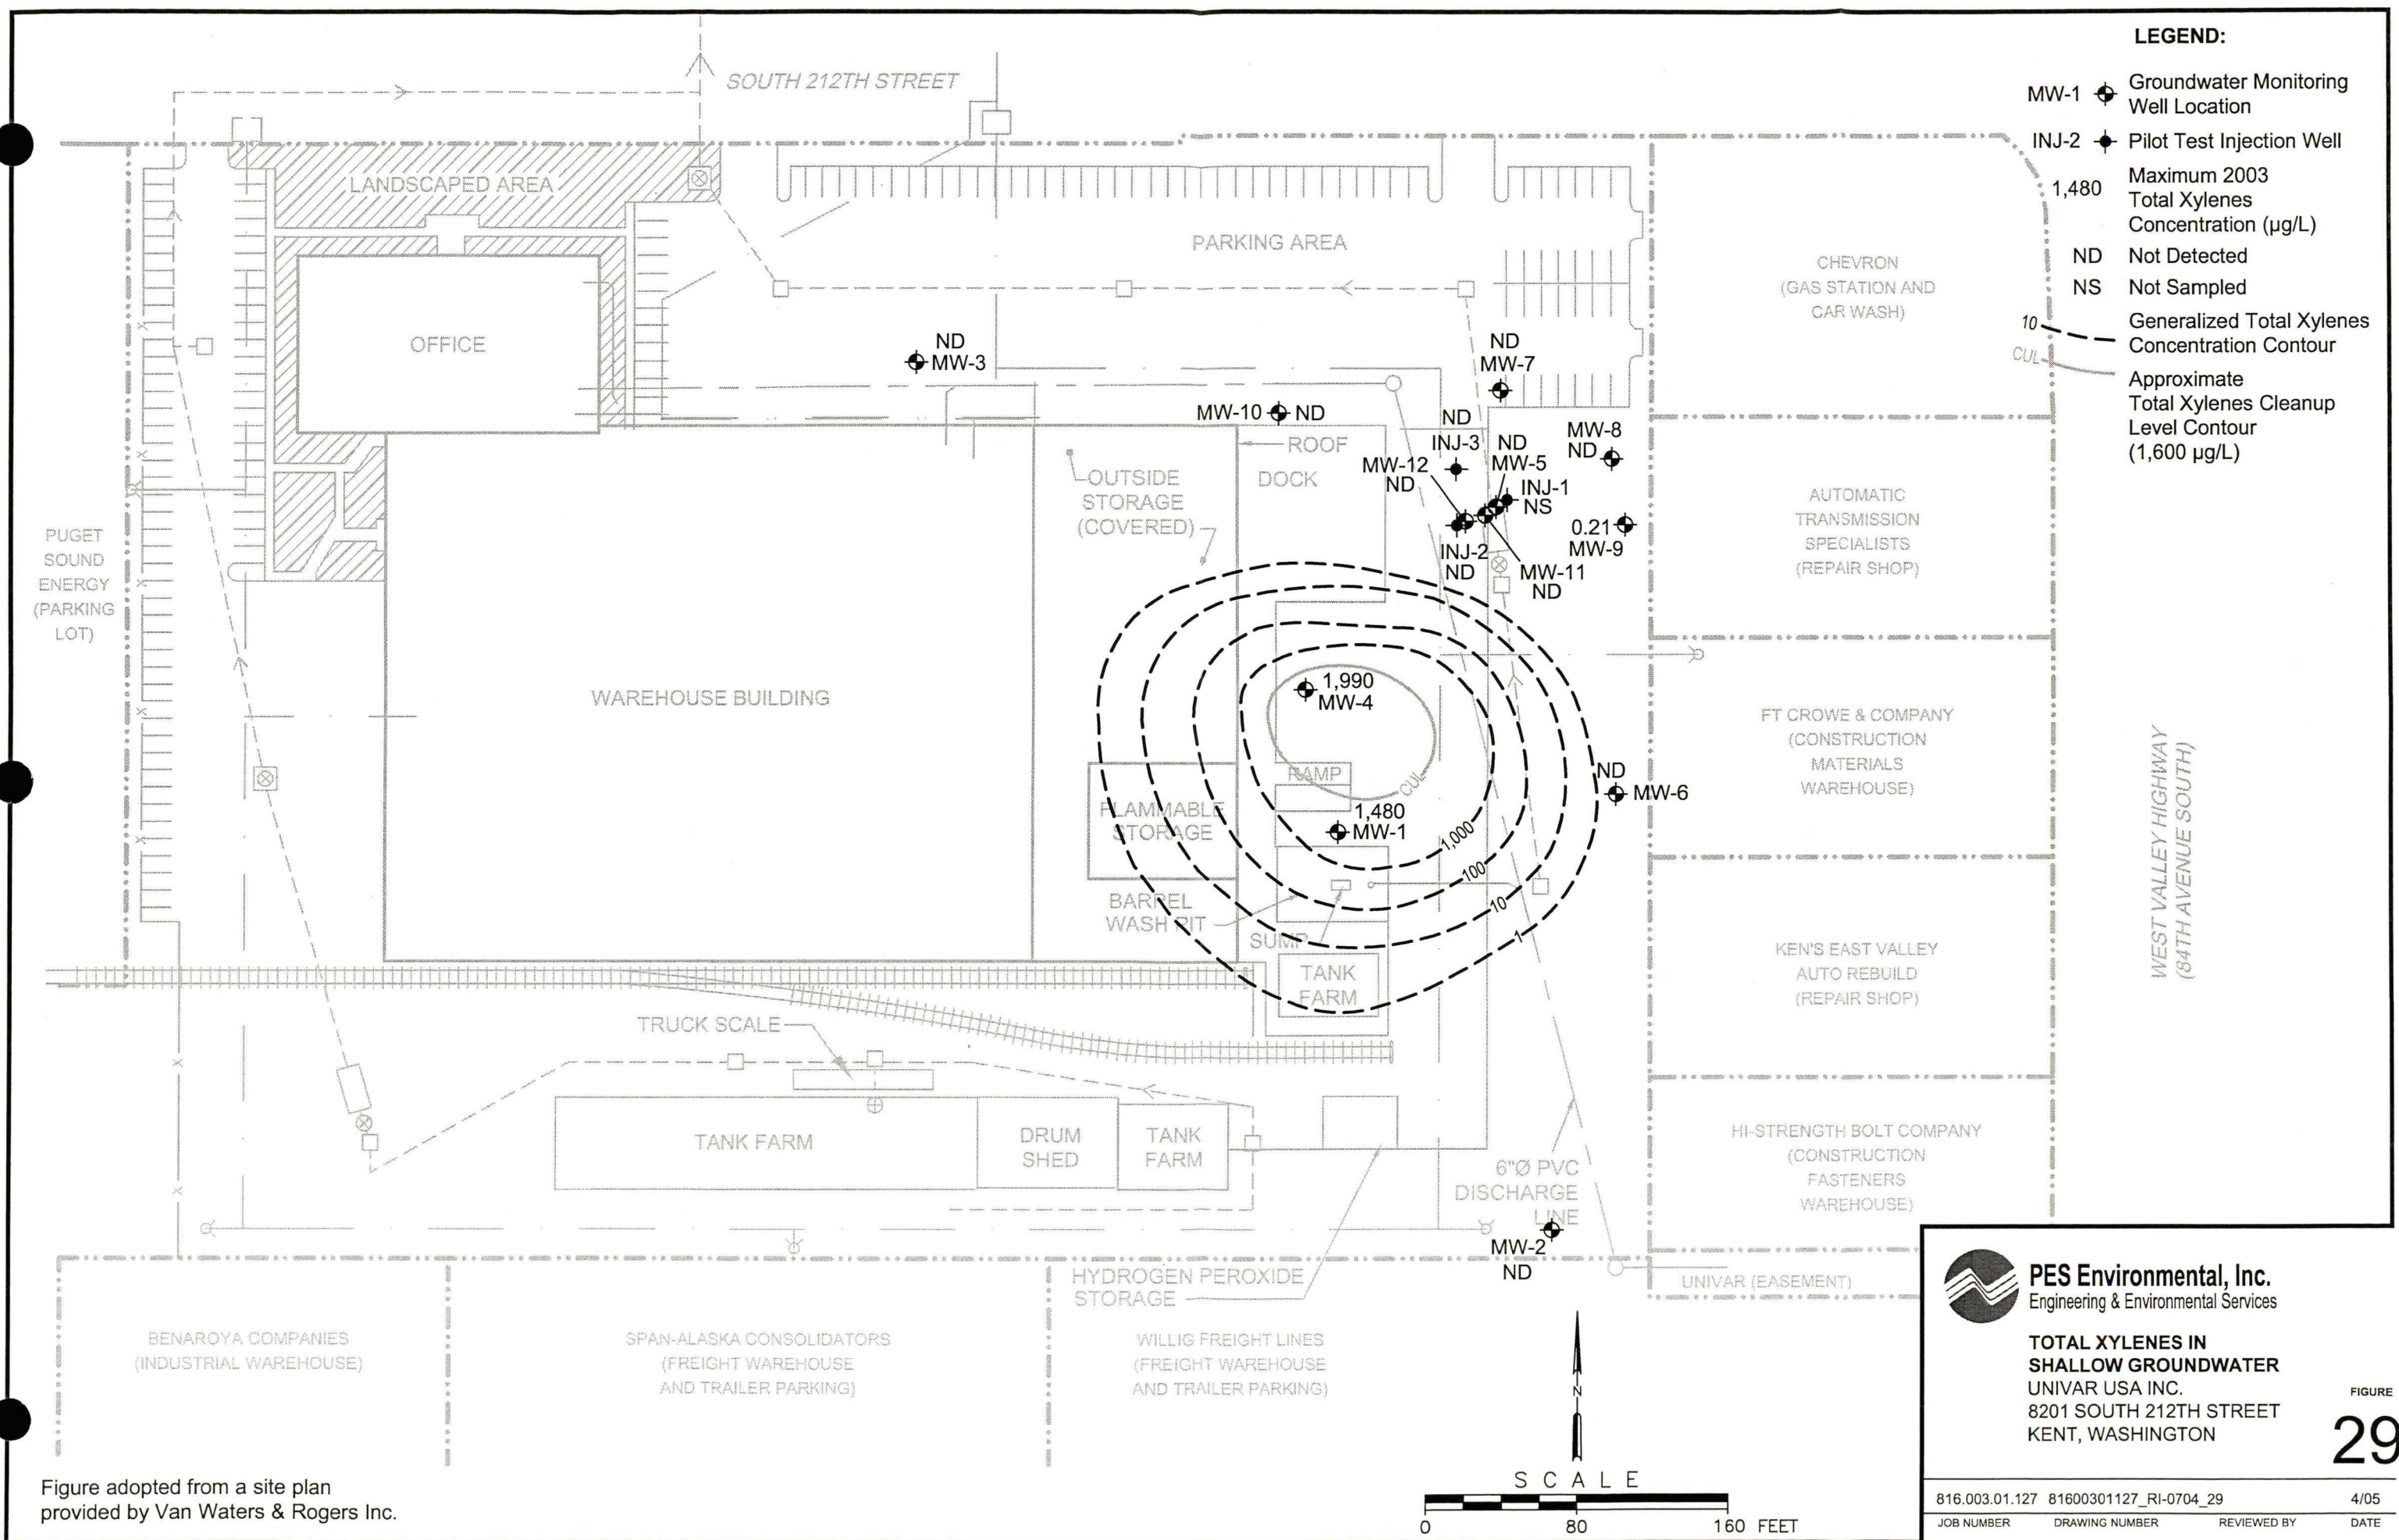 LEGEND:
MW-1 Groundwater Monitoring
Well Location
INJ-2 Pilot Test Injection Well
1,480 Maximum 2003
Total Xylenes
Concentration (µg/L)
ND Not Detected
NS Not Sampled
10 Generalized Total Xylenes
Concentration Contour
CUL Approximate
Total Xylenes Cleanup
Level Contour
(1,600 µg/L)
SOUTH 212TH STREET
LANDSCAPED AREA
PARKING AREA
OFFICE
CHEVRON
(GAS STATION AND
CAR WASH)
ND
MW-3
ND
MW-7
MW-10 ND
ROOF
DOCK
OUTSIDE
STORAGE
(COVERED)
ND
INJ-3
MW-12
ND
ND
MW-5
INJ-1
NS
MW-8
ND
0.21
MW-9
INJ-2
ND
MW-11
ND
AUTOMATIC
TRANSMISSION
SPECIALISTS
(REPAIR SHOP)
PUGET
SOUND
ENERGY
(PARKING
LOT)
WAREHOUSE BUILDING
1,990
MW-4
RAMP
CUL
FLAMMABLE
STORAGE
1,480
MW-1
1,000
100
10
1
ND
MW-6
FT CROWE & COMPANY
(CONSTRUCTION
MATERIALS
WAREHOUSE)
WEST VALLEY HIGHWAY
(84TH AVENUE SOUTH)
BARREL
WASH PIT
SUMP
TANK
FARM
KEN'S EAST VALLEY
AUTO REBUILD
(REPAIR SHOP)
TRUCK SCALE
TANK FARM
DRUM
SHED
TANK
FARM
HI-STRENGTH BOLT COMPANY
(CONSTRUCTION
FASTENERS
WAREHOUSE)
6"Ø PVC
DISCHARGE
LINE
MW-2
ND
HYDROGEN PEROXIDE
STORAGE
UNIVAR (EASEMENT)
BENAROYA COMPANIES
(INDUSTRIAL WAREHOUSE)
SPAN-ALASKA CONSOLIDATORS
(FREIGHT WAREHOUSE
AND TRAILER PARKING)
WILLIG FREIGHT LINES
(FREIGHT WAREHOUSE
AND TRAILER PARKING)
N
SCALE
0 80 160 FEET
Figure adopted from a site plan
provided by Van Waters & Rogers Inc.
PES Environmental, Inc.
Engineering & Environmental Services
TOTAL XYLENES IN
SHALLOW GROUNDWATER
UNIVAR USA INC.
8201 SOUTH 212TH STREET
KENT, WASHINGTON
FIGURE
29
816.003.01.127 81600301127_RI-0704_29 4/05
JOB NUMBER DRAWING NUMBER REVIEWED BY DATE